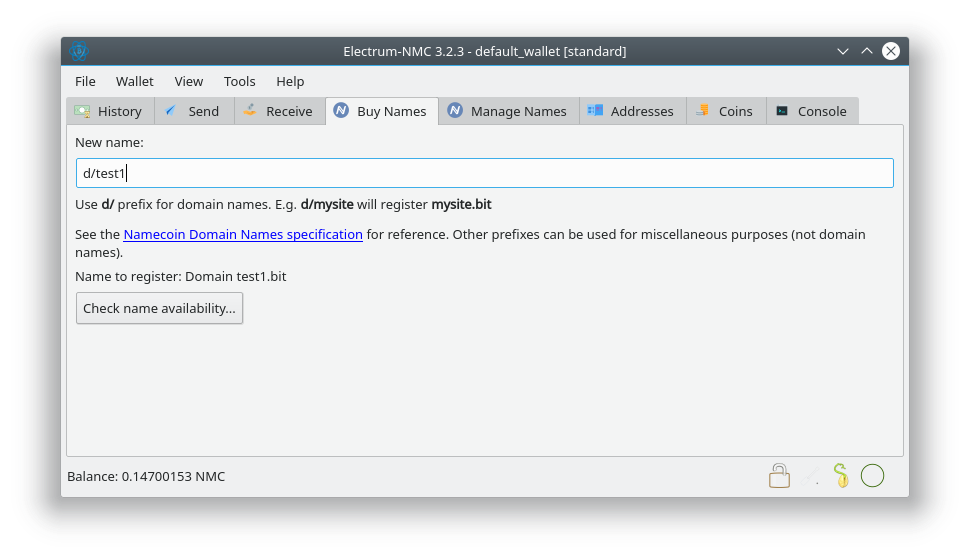 Electrum-NMC 3.2.3 - default_wallet [standard]
File Wallet View Tools Help
History Send Receive Buy Names Manage Names Addresses Coins Console
New name:
d/test1
Use d/ prefix for domain names. E.g. d/mysite will register mysite.bit
See the Namecoin Domain Names specification for reference. Other prefixes can be used for miscellaneous purposes (not domain
names).
Name to register: Domain test1.bit
Check name availability...
Balance: 0.14700153 NMC